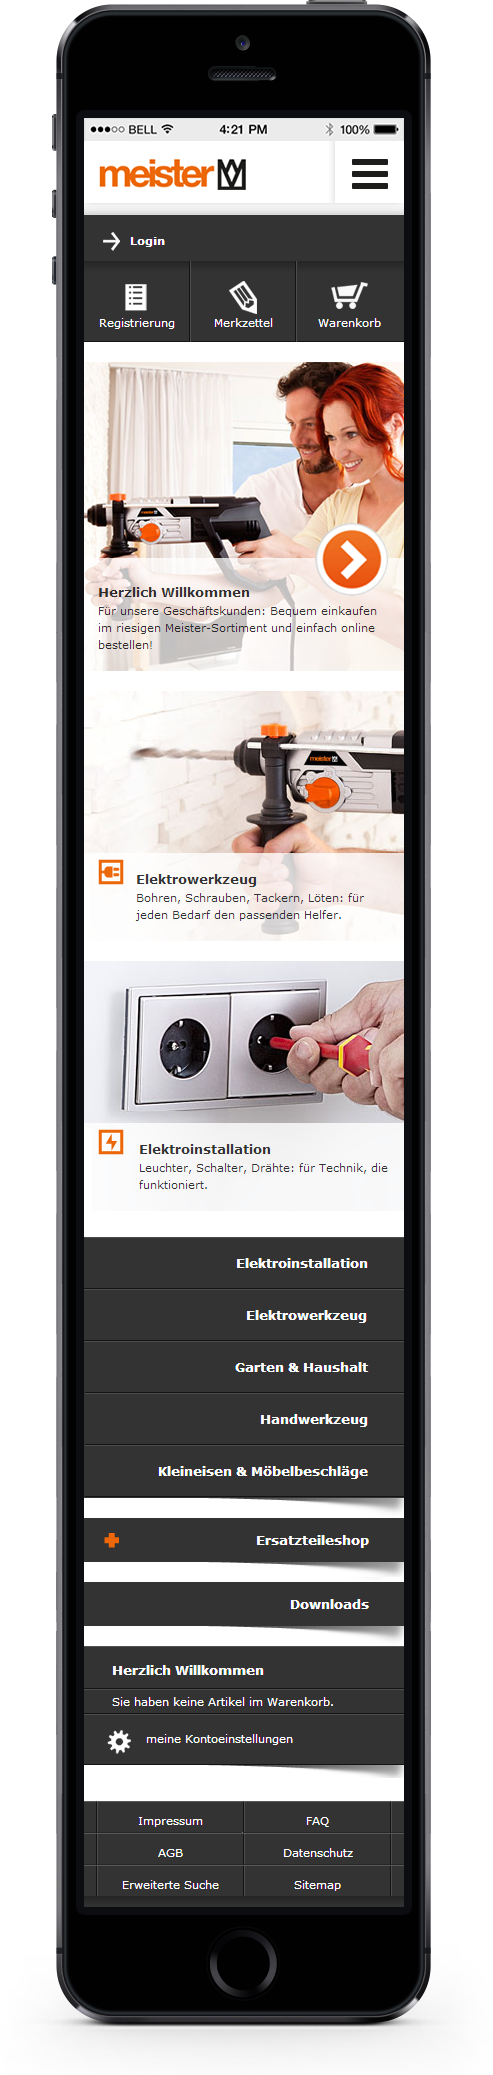 BELL 4:21 PM 100%
meister
Login
Registrierung Merkzettel Warenkorb
meister
Herzlich Willkommen
Für unsere Geschäftskunden: Bequem einkaufen
im riesigen Meister-Sortiment und einfach online
bestellen!
meister
Elektrowerkzeug
Bohren, Schrauben, Tackern, Löten: für
jeden Bedarf den passenden Helfer.
Elektroinstallation
Leuchter, Schalter, Drähte: für Technik, die
funktioniert.
Elektroinstallation
Elektrowerkzeug
Garten & Haushalt
Handwerkzeug
Kleineisen & Möbelbeschläge
Ersatzteileshop
Downloads
Herzlich Willkommen
Sie haben keine Artikel im Warenkorb.
meine Kontoeinstellungen
Impressum FAQ
AGB Datenschutz
Erweiterte Suche Sitemap